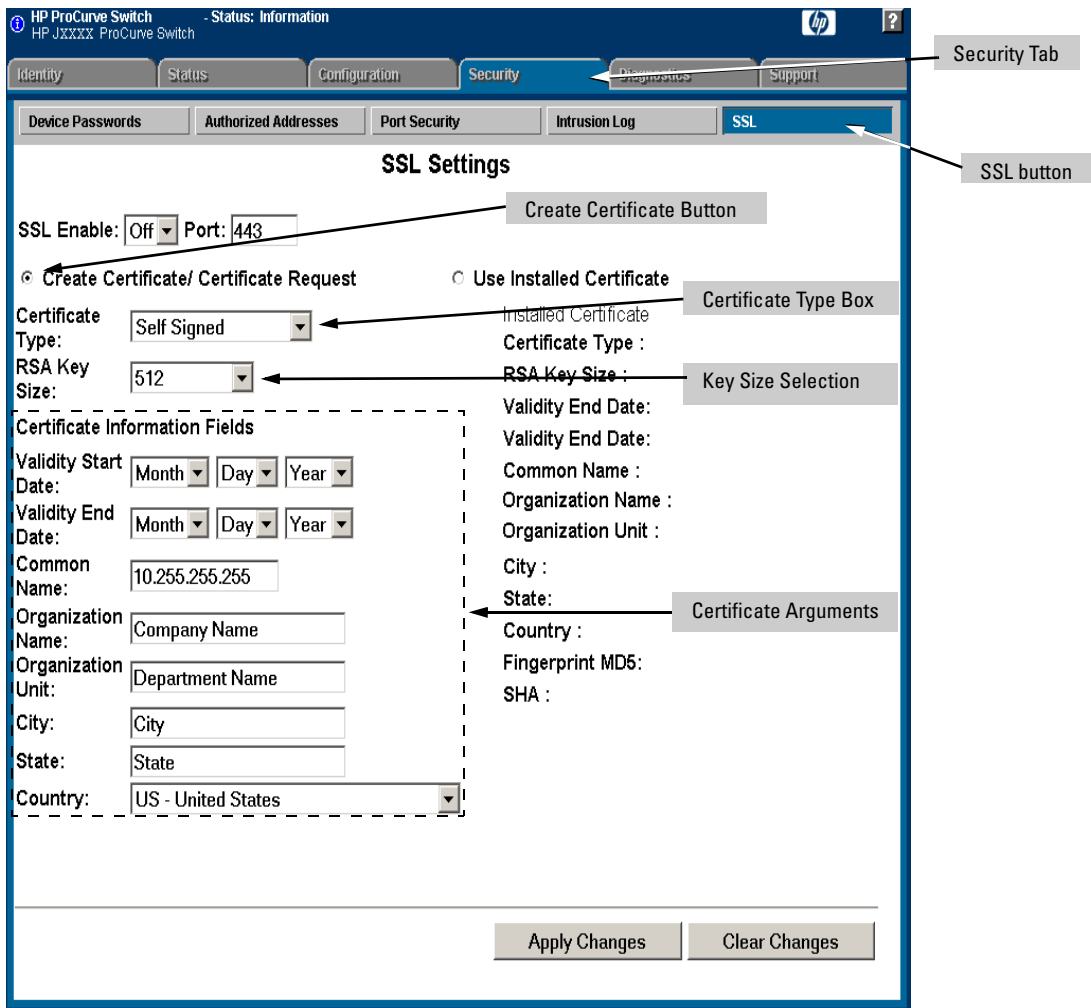 HP ProCurve Switch - Status: Information
HP JXXXX ProCurve Switch
hp
?
Identity Status Configuration Security Diagnostics Support
Security Tab
Device Passwords Authorized Addresses Port Security Intrusion Log SSL
SSL button
SSL Settings
Create Certificate Button
SSL Enable: Off Port: 443
Create Certificate/ Certificate Request
Use Installed Certificate
Certificate Type: Self Signed
RSA Key Size: 512
Certificate Information Fields
Validity Start Date: Month Day Year
Validity End Date: Month Day Year
Common Name: 10.255.255.255
Organization Name: Company Name
Organization Unit: Department Name
City: City
State: State
Country: US - United States
Installed Certificate
Certificate Type :
RSA Key Size :
Validity End Date:
Validity End Date:
Common Name :
Organization Name :
Organization Unit :
City :
State:
Country :
Fingerprint MD5:
SHA :
Certificate Type Box
Key Size Selection
Certificate Arguments
Apply Changes Clear Changes